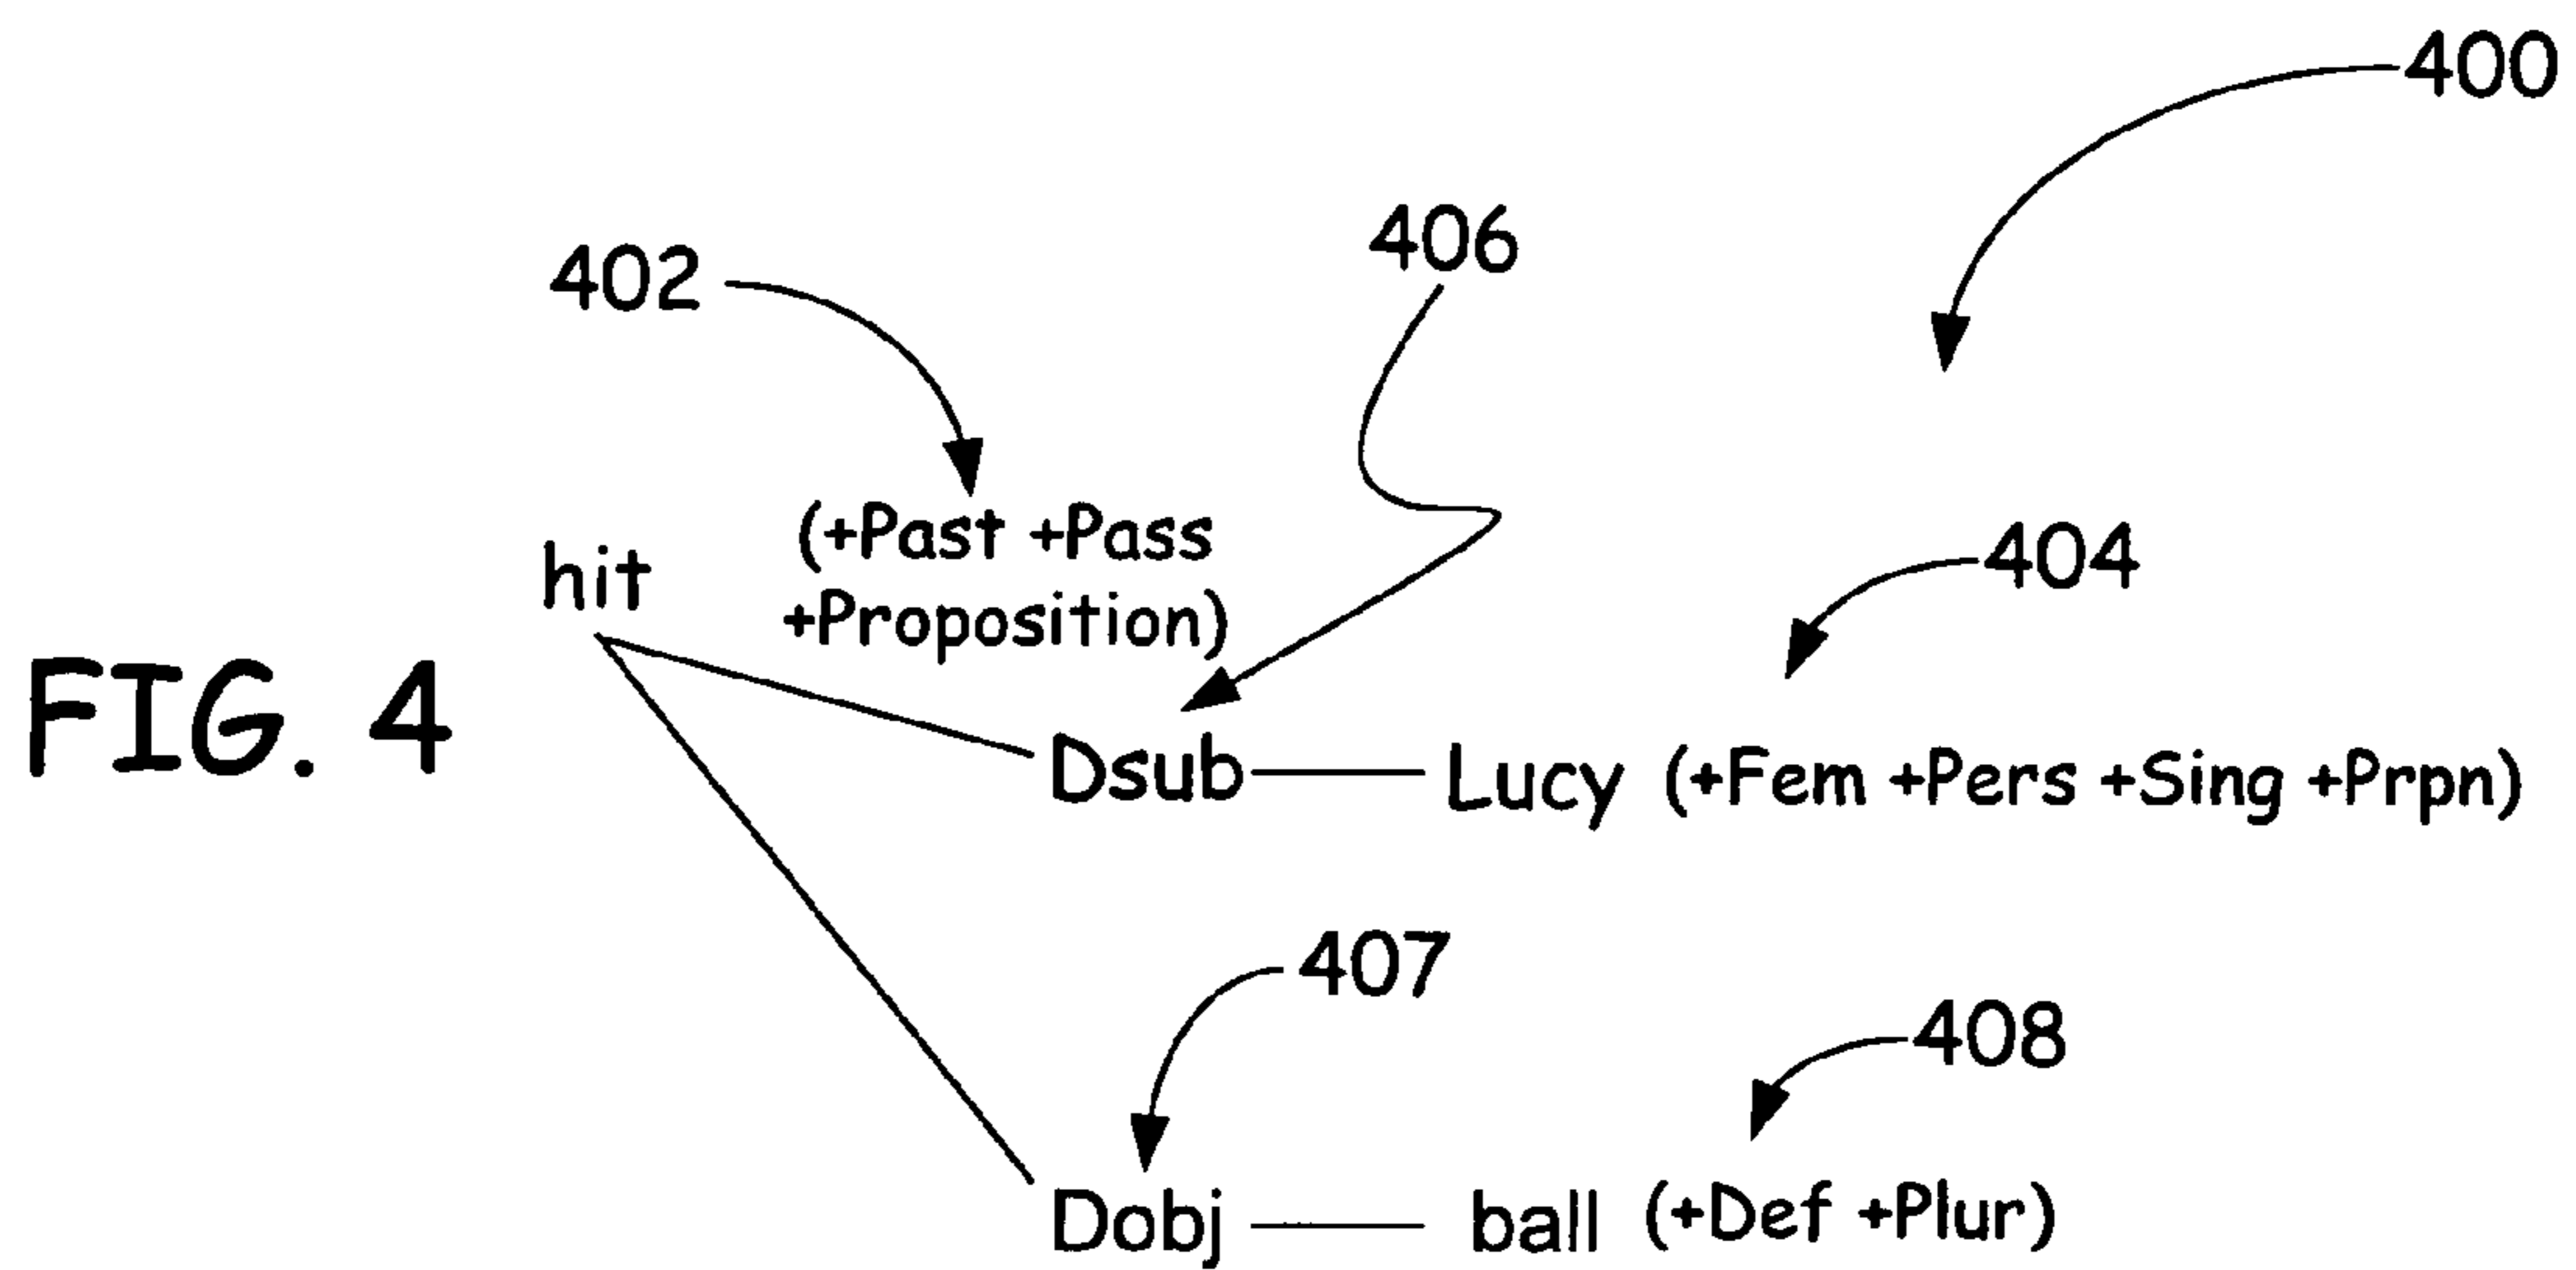 400
406
402
(+Past +Pass
404
hit
+Proposition)
FIG. 4
Dsub Lucy (+Fem +Pers +Sing +Prpn)
407
408
Dobj ball (+Def +Plur)